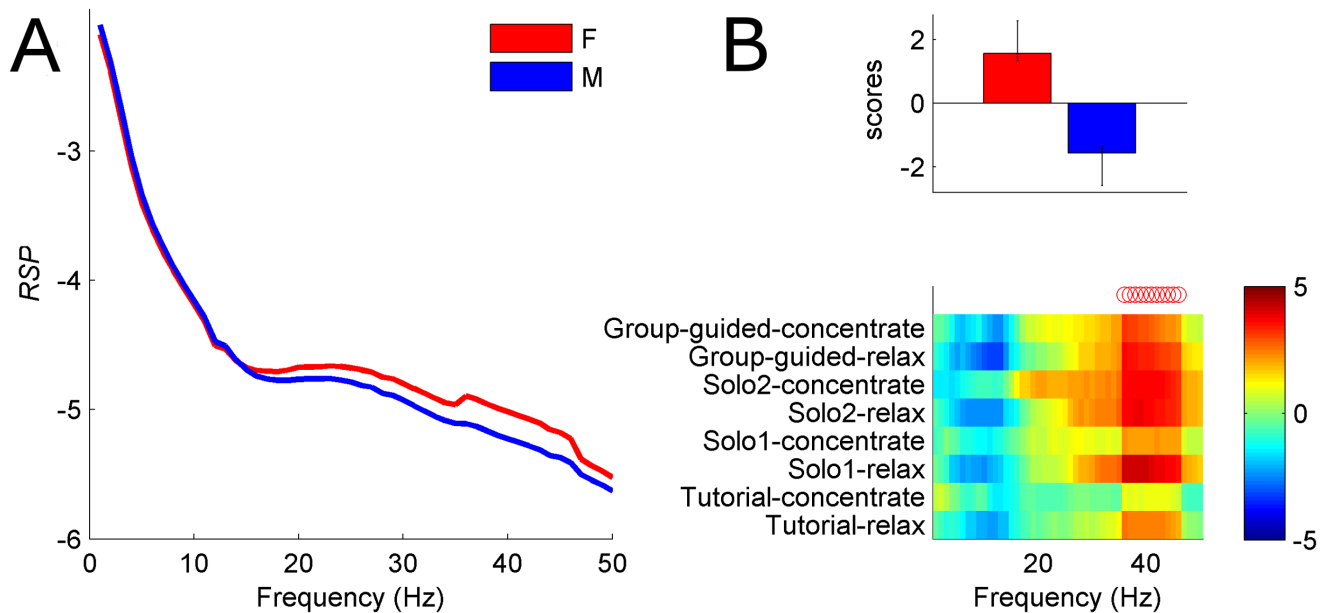 A
F
M
-3
-4
-5
-6
RSP
0
10
20
30
40
50
Frequency (Hz)
B
2
0
-2
scores
Group-guided-concentrate
Group-guided-relax
Solo2-concentrate
Solo2-relax
Solo1-concentrate
Solo1-relax
Tutorial-concentrate
Tutorial-relax
20
40
Frequency (Hz)
5
0
-5